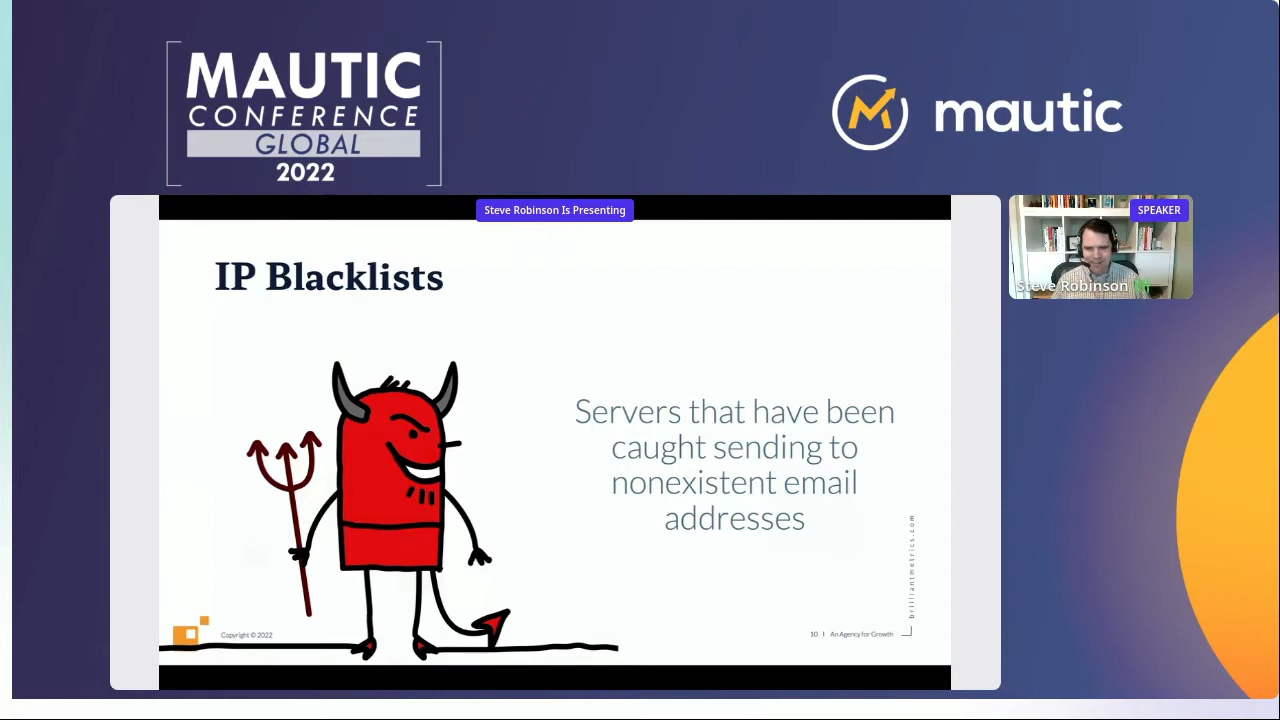 MAUTIC
CONFERENCE
GLOBAL
2022
mautic
Steve Robinson Is Presenting
SPEAKER
Steve Robinson
IP Blacklists
Servers that have been
caught sending to
nonexistent email
addresses
brilliantmetrics.com
Copyright © 2022
10 | An Agency for Growth